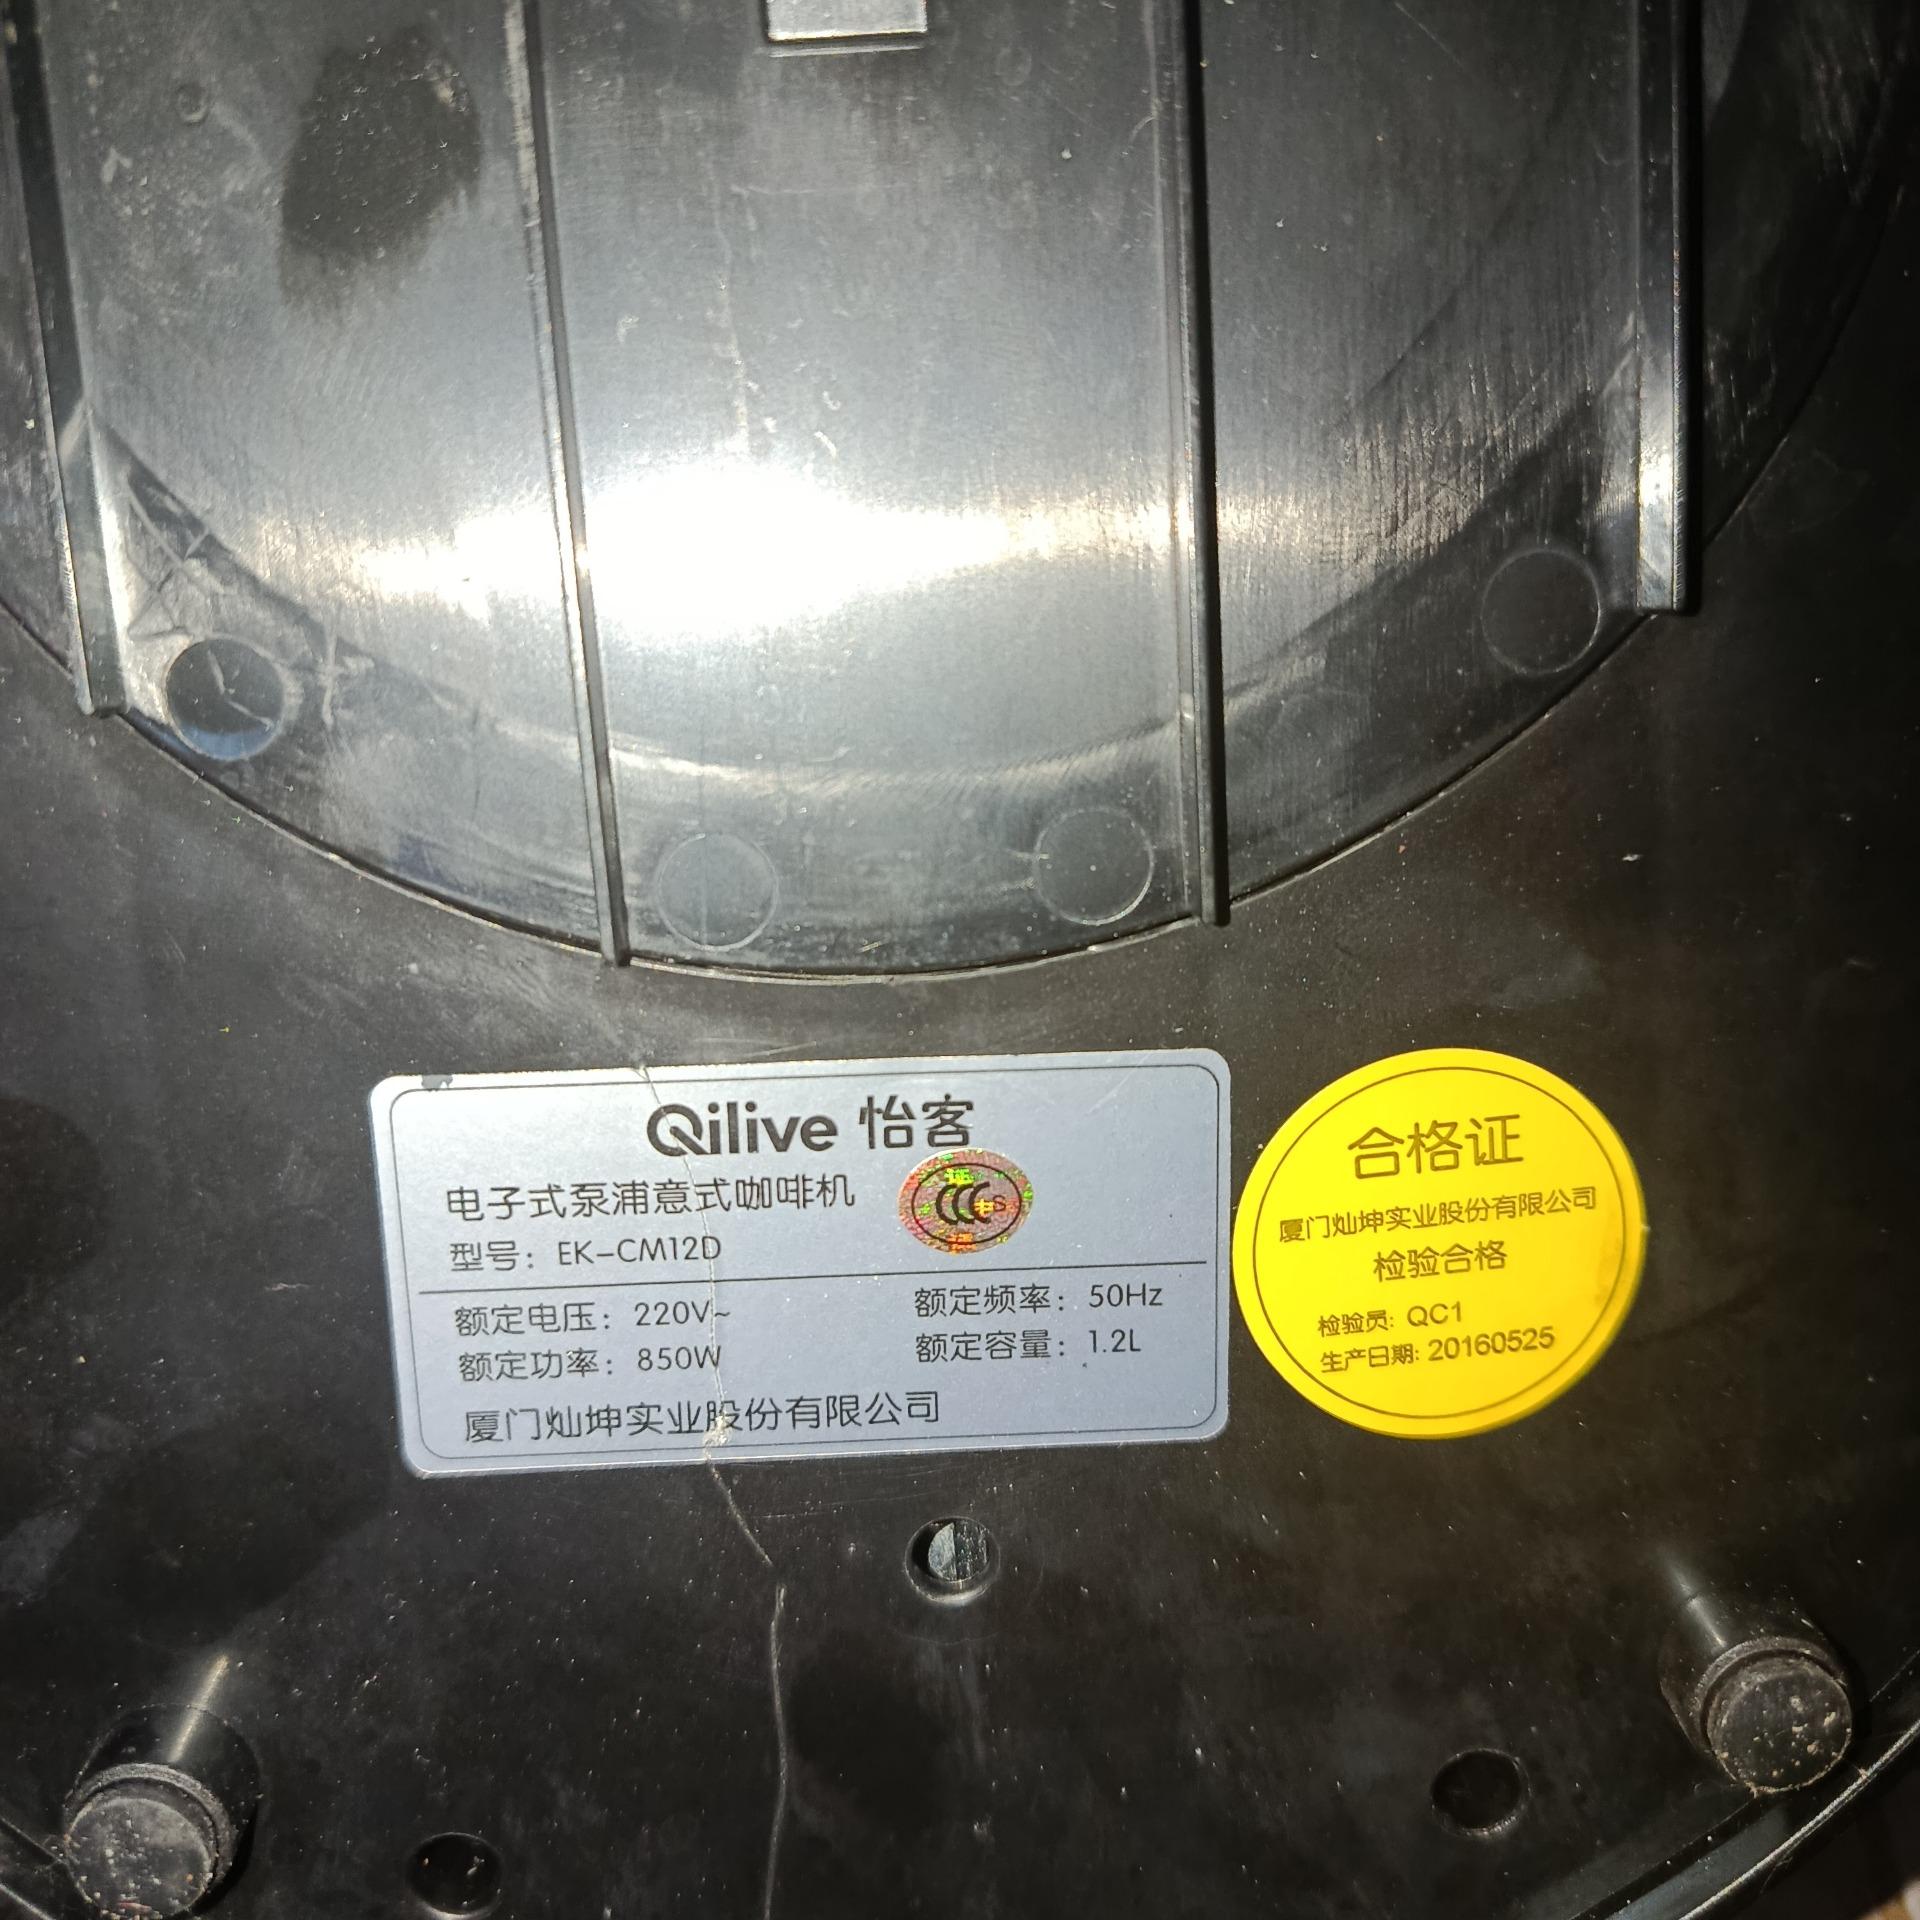 Qilive 怡客
电子式泵浦意式咖啡机
CCC S
型号：EK-CM12D
额定电压：220V~
额定频率：50Hz
额定功率：850W
额定容量：1.2L
厦门灿坤实业股份有限公司
合格证
厦门灿坤实业股份有限公司
检验合格
检验员: QC1
生产日期: 20160525